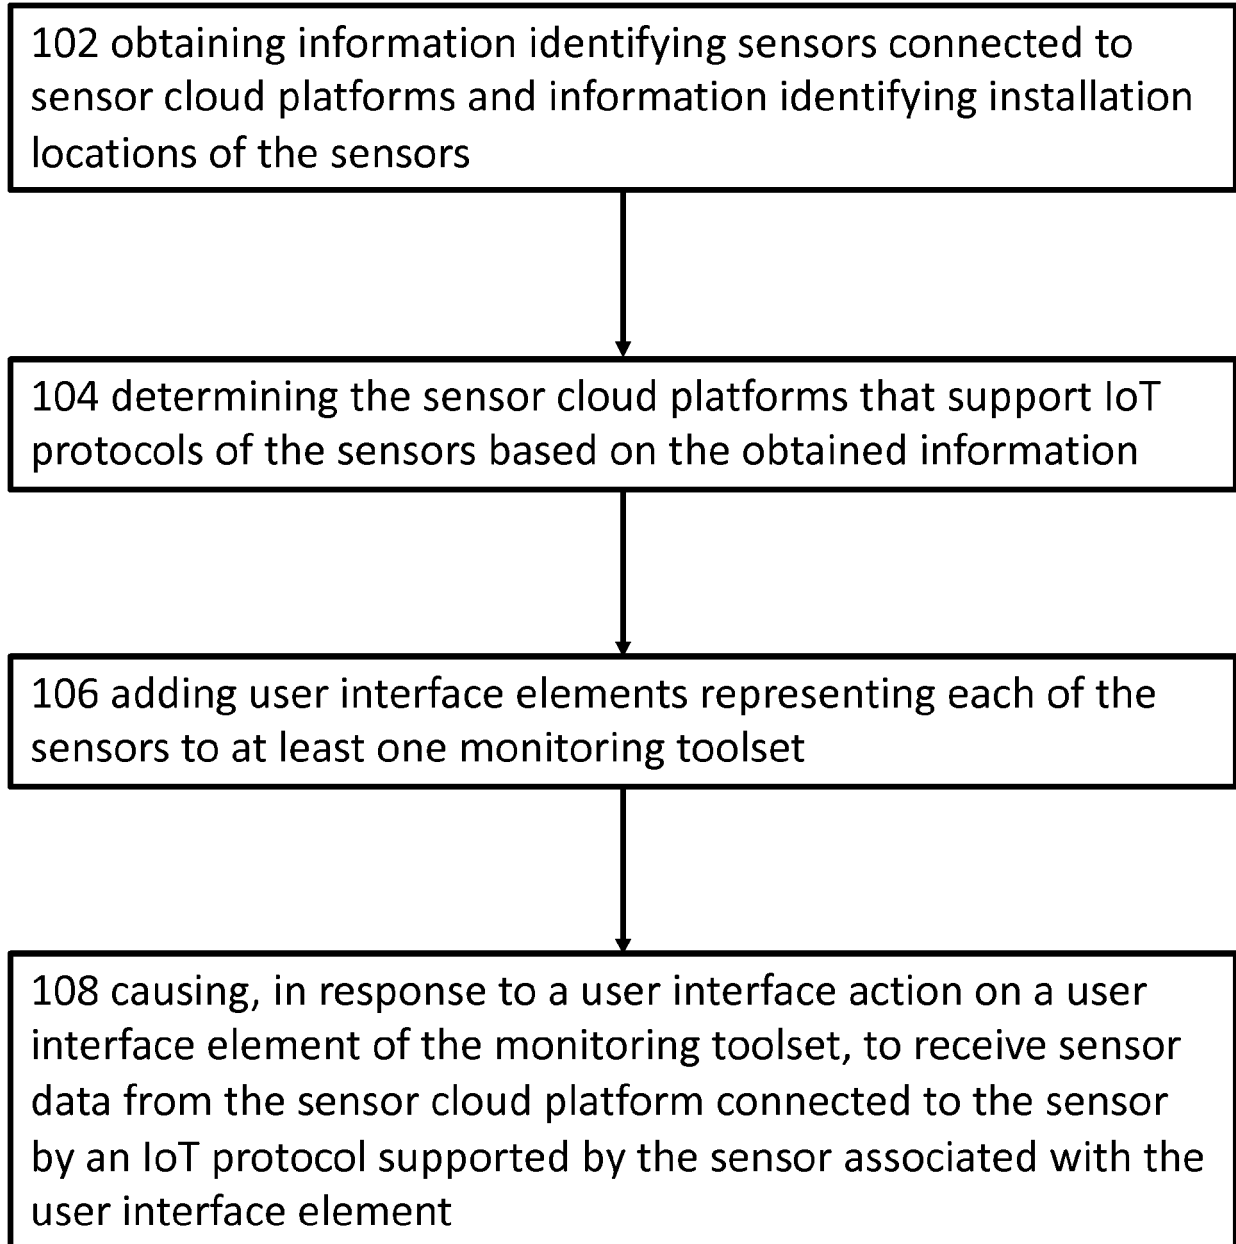 102 obtaining information identifying sensors connected to
sensor cloud platforms and information identifying installation
locations of the sensors
104 determining the sensor cloud platforms that support IoT
protocols of the sensors based on the obtained information
106 adding user interface elements representing each of the
sensors to at least one monitoring toolset
108 causing, in response to a user interface action on a user
interface element of the monitoring toolset, to receive sensor
data from the sensor cloud platform connected to the sensor
by an IoT protocol supported by the sensor associated with the
user interface element